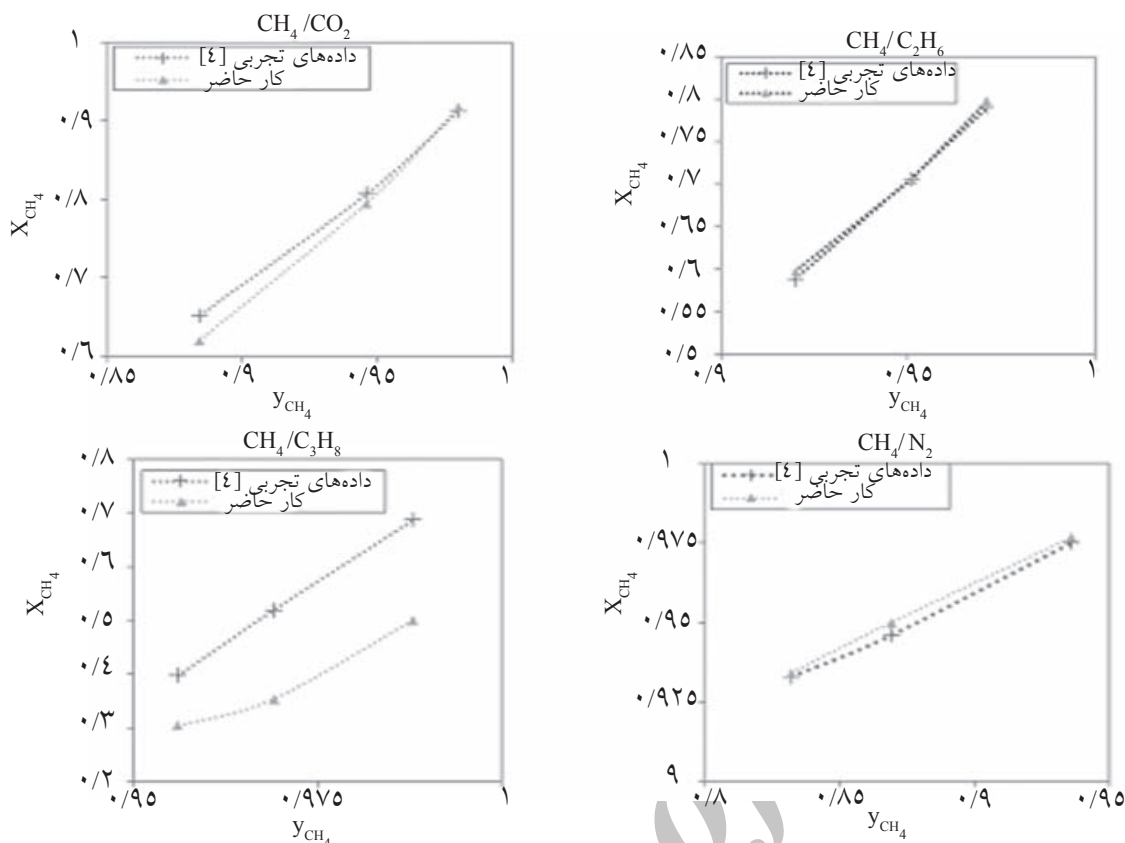 CH4/CO2
داده‌های تجربی [٤]
کار حاضر
XCH4
١
٠/٩
٠/٨
٠/٧
٠/٦
٠/٨٥
٠/٩
٠/٩٥
١
yCH4
CH4/C2H6
داده‌های تجربی [٤]
کار حاضر
XCH4
٠/٨٥
٠/٨
٠/٧٥
٠/٧
٠/٦٥
٠/٦
٠/٥٥
٠/٥
٠/٩
٠/٩٥
١
yCH4
CH4/C3H8
داده‌های تجربی [٤]
کار حاضر
XCH4
٠/٨
٠/٧
٠/٦
٠/٥
٠/٤
٠/٣
٠/٢
٠/٩٥
٠/٩٧٥
١
yCH4
CH4/N2
داده‌های تجربی [٤]
کار حاضر
XCH4
١
٠/٩٧٥
٠/٩٥
٠/٩٢٥
٩
٠/٨
٠/٨٥
٠/٩
٠/٩٥
yCH4